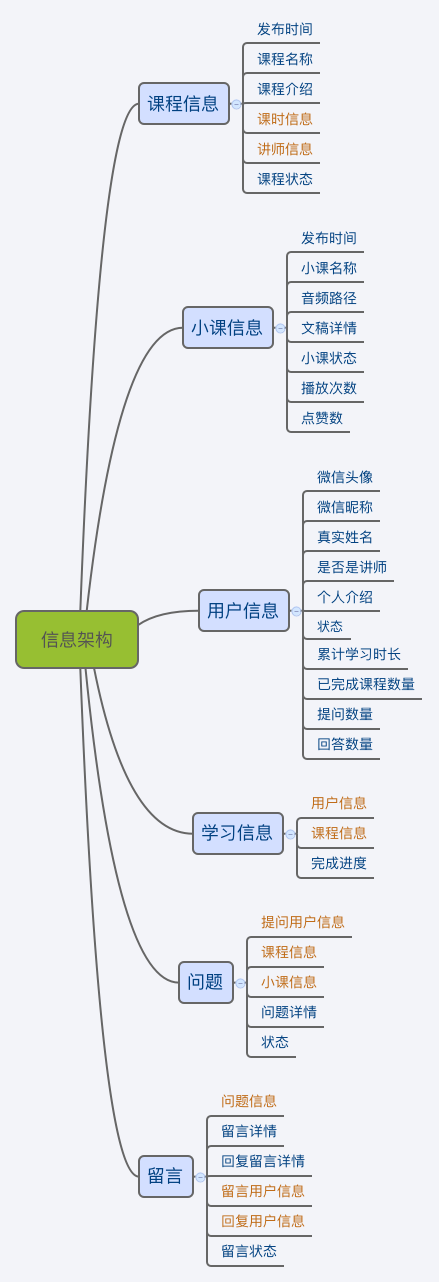 信息架构
课程信息
发布时间
课程名称
课程介绍
课时信息
讲师信息
课程状态
小课信息
发布时间
小课名称
音频路径
文稿详情
小课状态
播放次数
点赞数
用户信息
微信头像
微信昵称
真实姓名
是否是讲师
个人介绍
状态
累计学习时长
已完成课程数量
提问数量
回答数量
学习信息
用户信息
课程信息
完成进度
问题
提问用户信息
课程信息
小课信息
问题详情
状态
留言
问题信息
留言详情
回复留言详情
留言用户信息
回复用户信息
留言状态